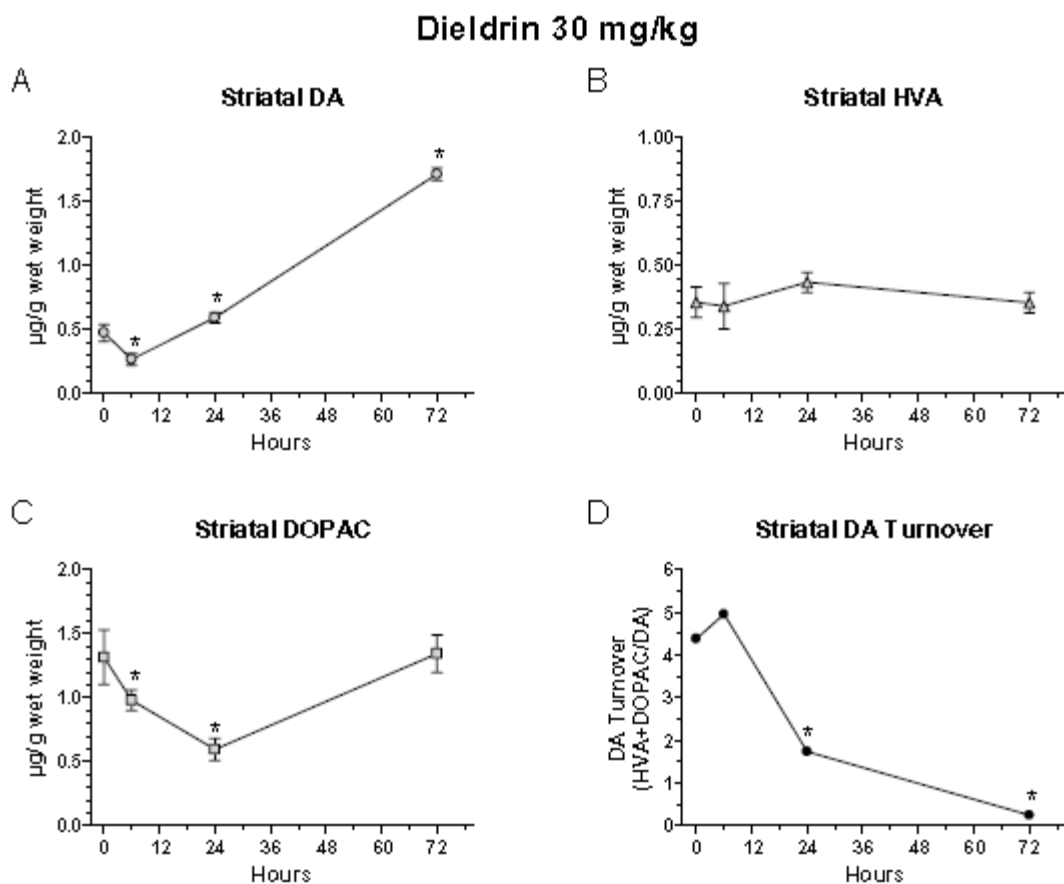 Dieldrin 30 mg/kg
A
Striatal DA
µg/g wet weight
2.0
1.5
1.0
0.5
0.0
*
*
*
0 12 24 36 48 60 72
Hours
B
Striatal HVA
µg/g wet weight
1.00
0.75
0.50
0.25
0.00
0 12 24 36 48 60 72
Hours
C
Striatal DOPAC
µg/g wet weight
2.0
1.5
1.0
0.5
0.0
*
*
0 12 24 36 48 60 72
Hours
D
Striatal DA Turnover
DA Turnover
(HVA+DOPAC/DA)
6
5
4
3
2
1
0
*
*
0 12 24 36 48 60 72
Hours